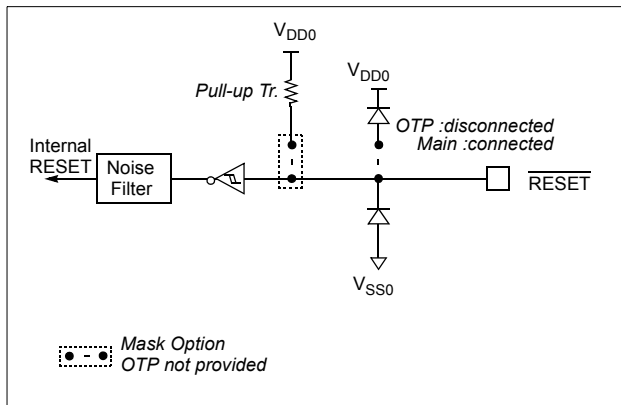 VDD0
Pull-up Tr.
VDD0
OTP :disconnected
Main :connected
Internal
RESET
Noise
Filter
RESET
VSS0
Mask Option
OTP not provided